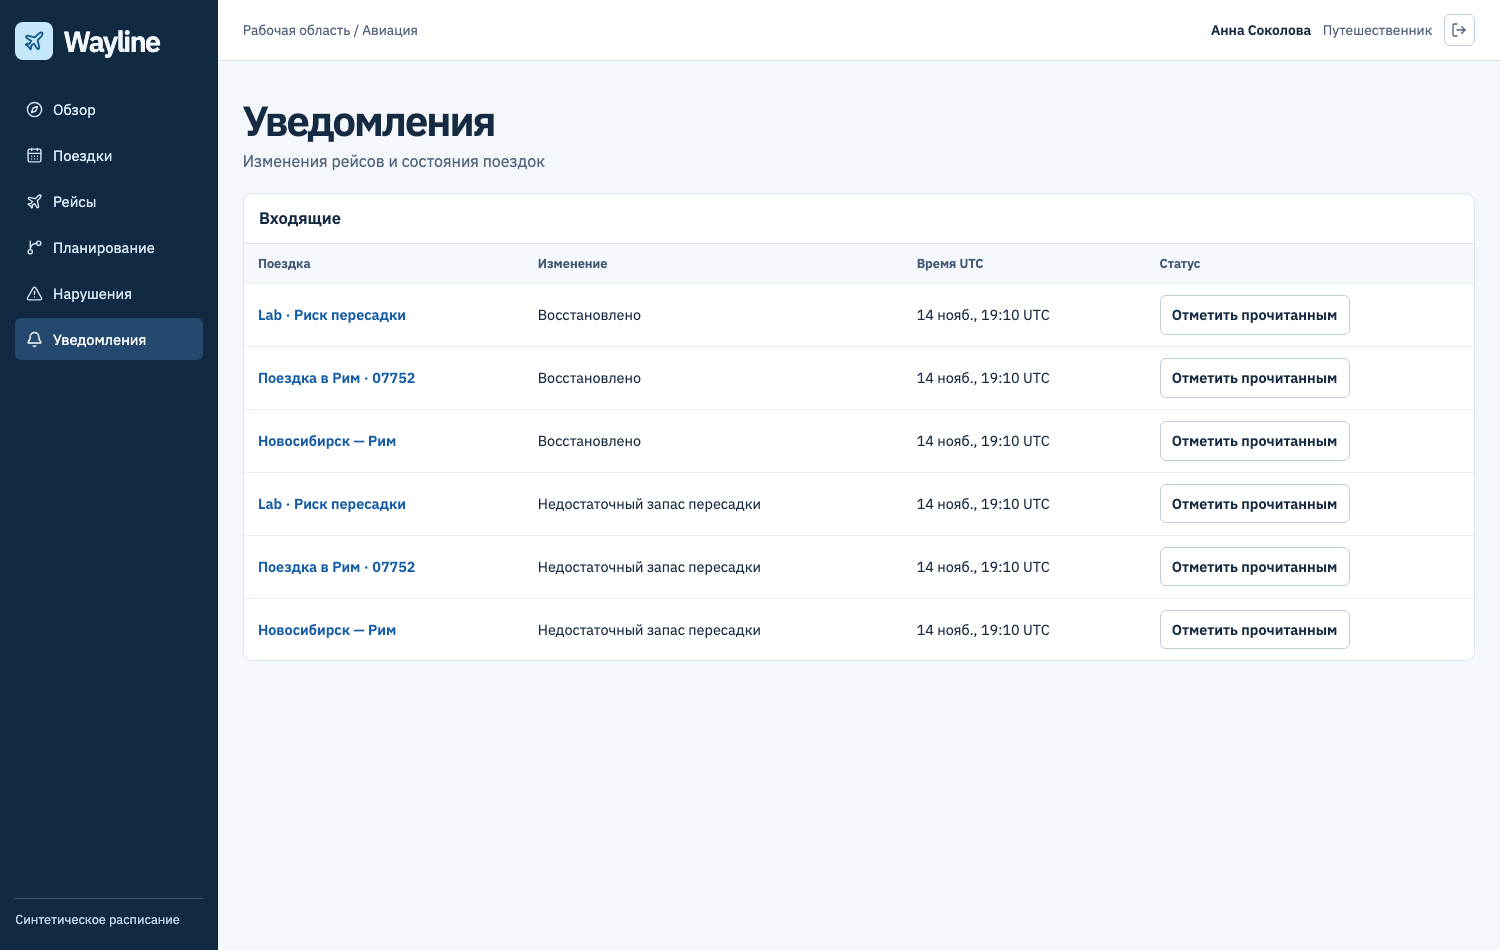 Wayline
Обзор
Поездки
Рейсы
Планирование
Нарушения
Уведомления
Синтетическое расписание
Рабочая область / Авиация
Анна Соколова Путешественник
Уведомления
Изменения рейсов и состояния поездок
Входящие
Поездка Изменение Время UTC Статус
Lab · Риск пересадки Восстановлено 14 нояб., 19:10 UTC Отметить прочитанным
Поездка в Рим · 07752 Восстановлено 14 нояб., 19:10 UTC Отметить прочитанным
Новосибирск — Рим Восстановлено 14 нояб., 19:10 UTC Отметить прочитанным
Lab · Риск пересадки Недостаточный запас пересадки 14 нояб., 19:10 UTC Отметить прочитанным
Поездка в Рим · 07752 Недостаточный запас пересадки 14 нояб., 19:10 UTC Отметить прочитанным
Новосибирск — Рим Недостаточный запас пересадки 14 нояб., 19:10 UTC Отметить прочитанным